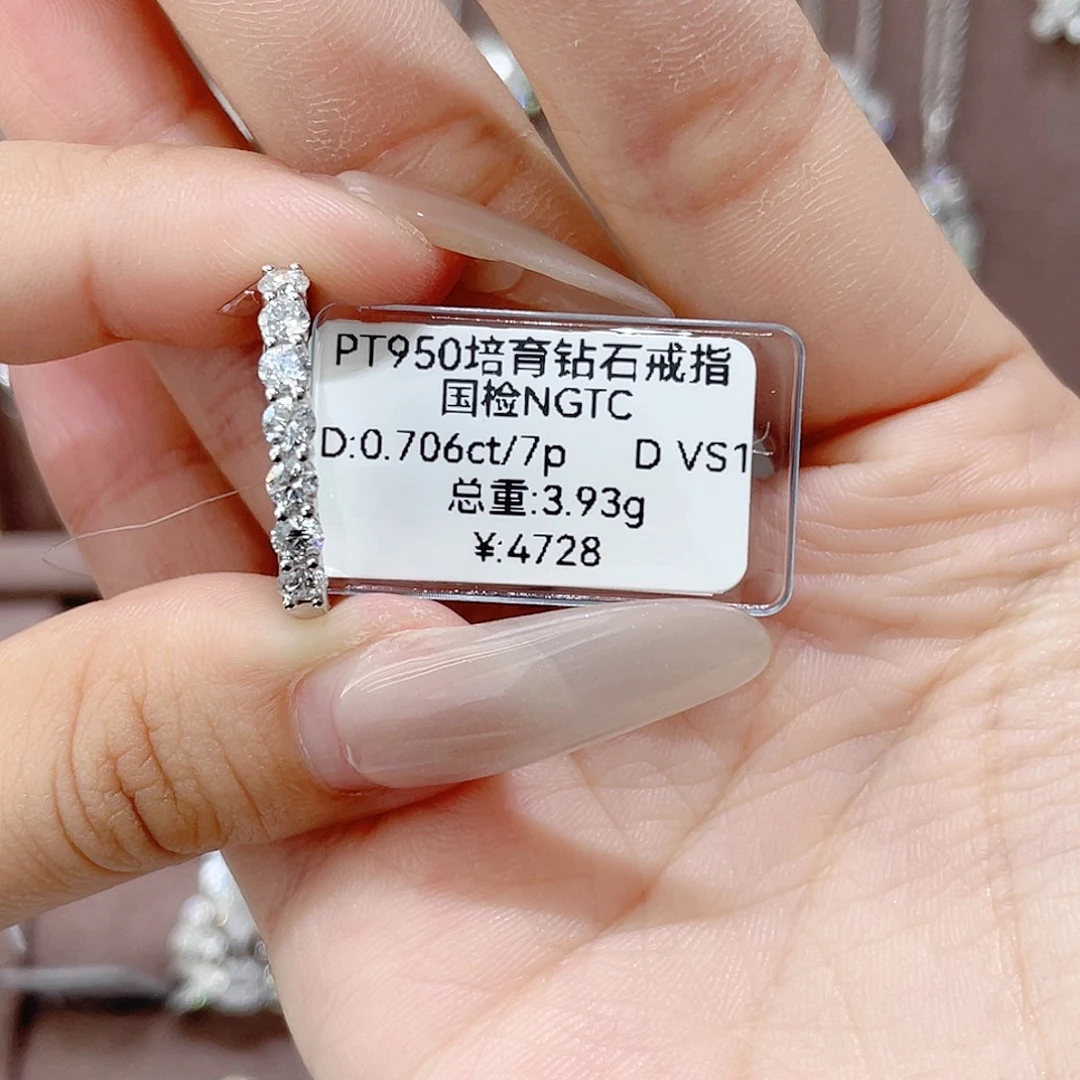 PT950培育钻石戒指
国检NGTC
D:0.706ct/7p D VS1
总重:3.93g
¥:4728